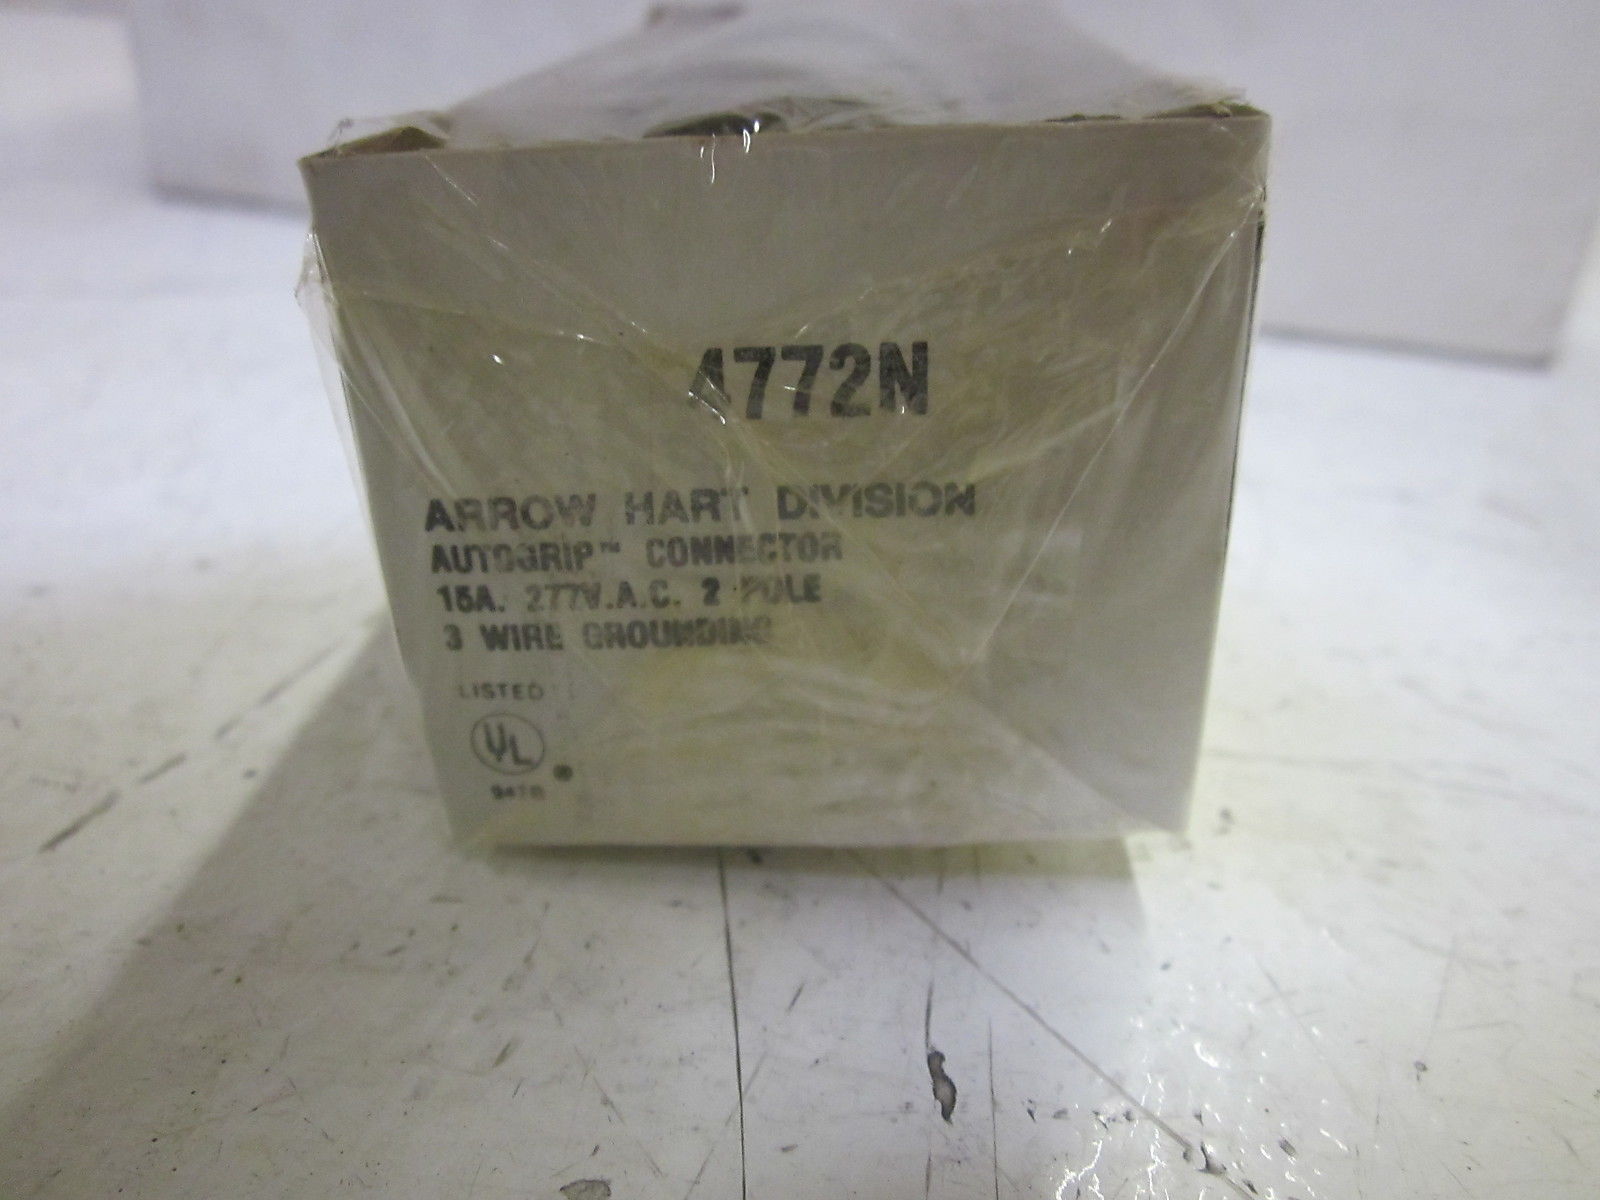 4772N
ARROW HART DIVISION
AUTOGRIP™ CONNECTOR
15A. 277V.A.C. 2 POLE
3 WIRE GROUNDING
LISTED
UL ®